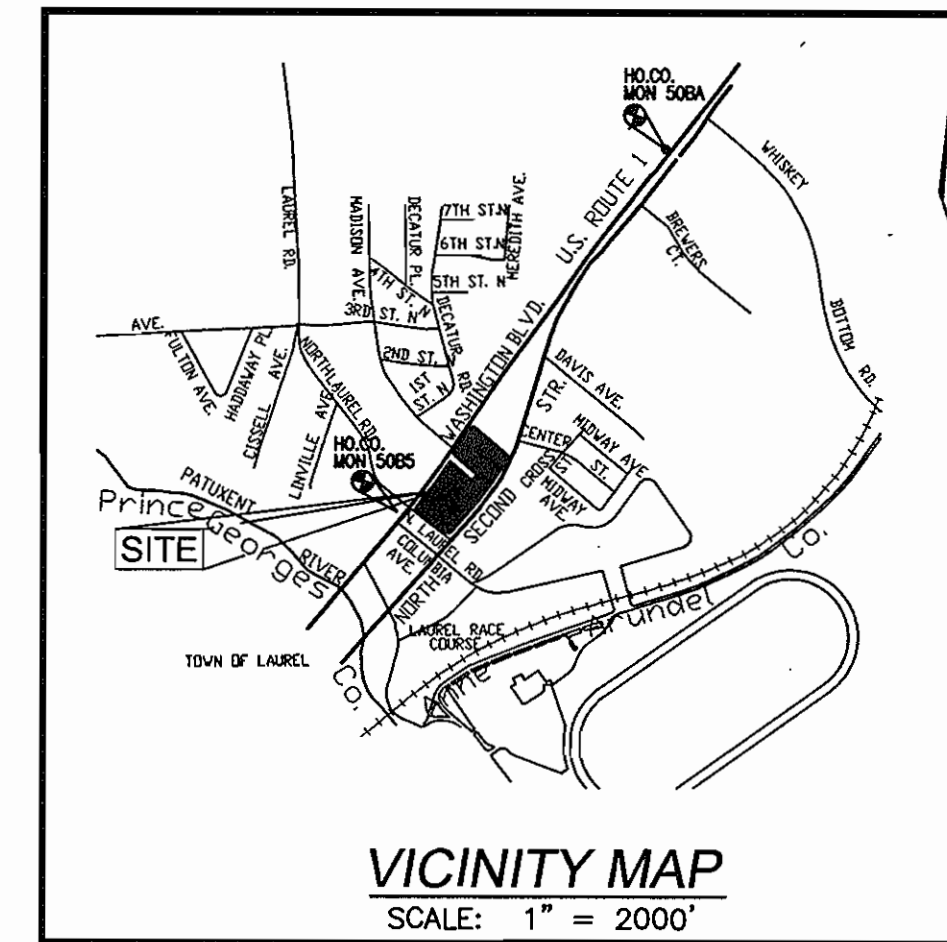 HO.CO.
MON 50BA
WHISKEY
BOTTOM RD.
U.S. ROUTE 1
BREWERS
CT.
LAUREL RD.
MADISON AVE.
DECATUR PL.
7TH ST.N
MEREDITH AVE.
6TH ST.N
5TH ST. N
4TH ST. N
3RD ST. N
DECATUR RD.
2ND ST. N
1ST
ST. N
WASHINGTON BLVD.
AVE.
FULTON AVE.
HADDAWAY PL.
CISSELL AVE.
NORTH LAUREL RD.
LINVILLE AVE.
HO.CO.
MON 50B5
DAVIS AVE.
STR.
CENTER ST.
MIDWAY AVE
CROSS ST
MIDWAY
AVE.
SECOND
NORTH
N. LAUREL RD.
COLUMBIA
AVE
PATUXENT
RIVER
Prince Georges
Co.
SITE
LAUREL RACE
COURSE
TOWN OF LAUREL
Anne Arundel Co.
VICINITY MAP
SCALE: 1" = 2000'